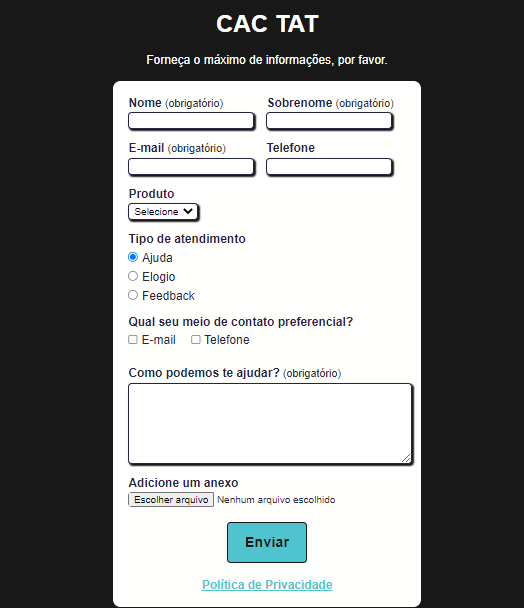 CAC TAT
Forneça o máximo de informações, por favor.
Nome (obrigatório) Sobrenome (obrigatório)
E-mail (obrigatório) Telefone
Produto
Selecione
Tipo de atendimento
Ajuda
Elogio
Feedback
Qual seu meio de contato preferencial?
E-mail Telefone
Como podemos te ajudar? (obrigatório)
Adicione um anexo
Escolher arquivo Nenhum arquivo escolhido
Enviar
Política de Privacidade